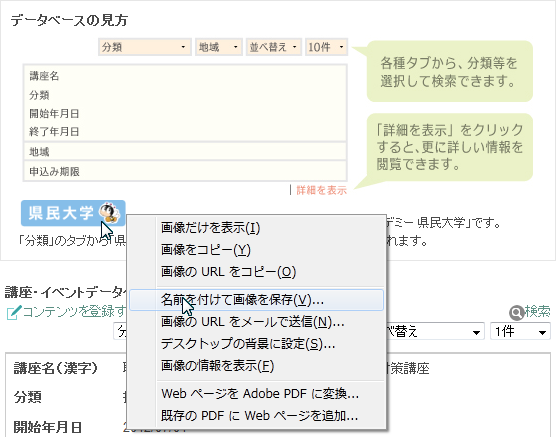 データベースの見方
分類 地域 並べ替え 10件
各種タブから、分類等を
選択して検索できます。
講座名
分類
開始年月日
終了年月日
地域
申込み期限
「詳細を表示」をクリック
すると、更に詳しい情報を
閲覧できます。
詳細を表示
県民大学
デミー 県民大学」です。
「分類」のタブから「県
れます。
画像だけを表示(I)
画像をコピー(Y)
画像の URL をコピー(O)
名前を付けて画像を保存(V)...
画像の URL をメールで送信(N)...
デスクトップの背景に設定(S)...
画像の情報を表示(F)
Web ページを Adobe PDF に変換...
既存の PDF に Web ページを追加...
講座・イベントデータベ
コンテンツを登録す
検索
べ替え 1件
講座名(漢字)
対策講座
分類
開始年月日